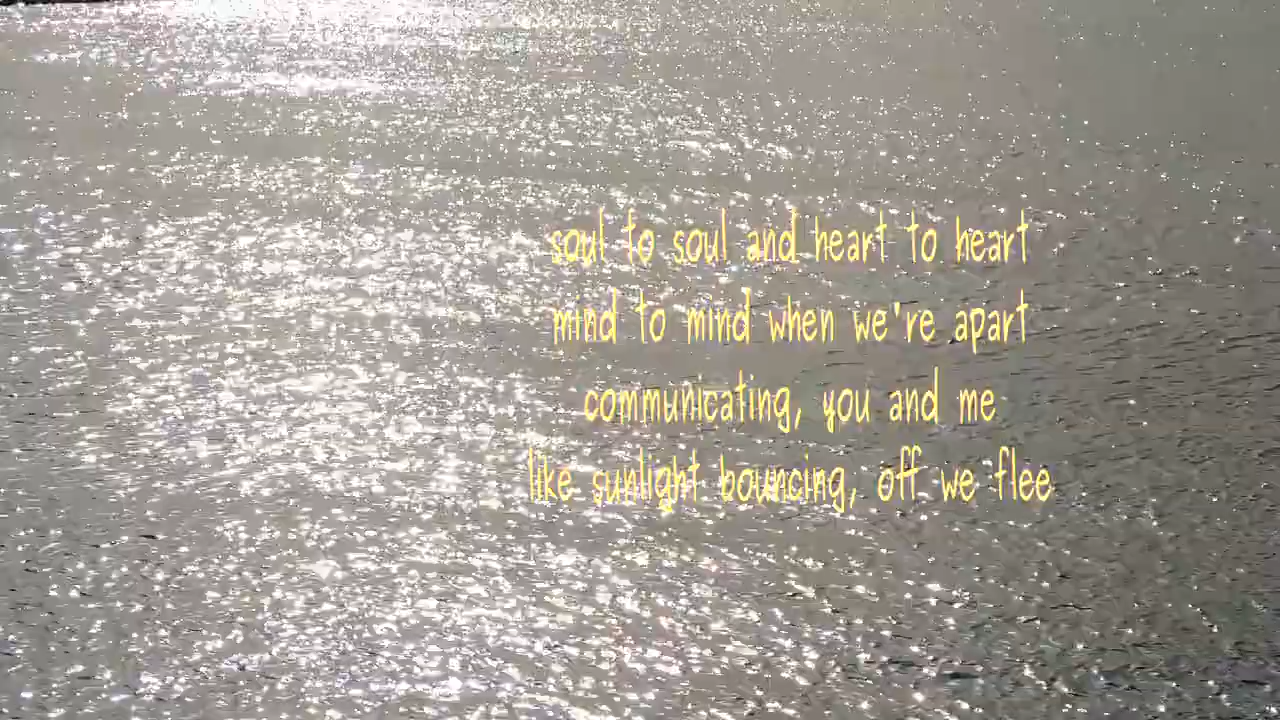 soul to soul and heart to heart
mind to mind when we're apart
communicating, you and me
like sunlight bouncing, off we flee